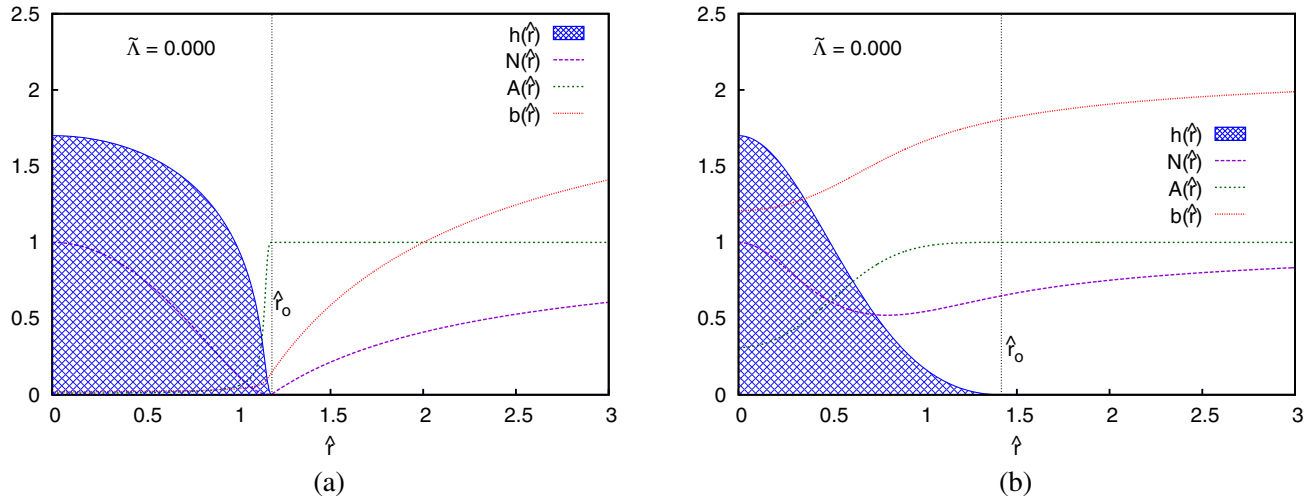 2.5
2
1.5
1
0.5
0
Λ̃ = 0.000
h(r̂)
N(r̂)
A(r̂)
b(r̂)
r̂o
0 0.5 1 1.5 2 2.5 3
r̂
(a)
2.5
2
1.5
1
0.5
0
Λ̃ = 0.000
h(r̂)
N(r̂)
A(r̂)
b(r̂)
r̂o
0 0.5 1 1.5 2 2.5 3
r̂
(b)